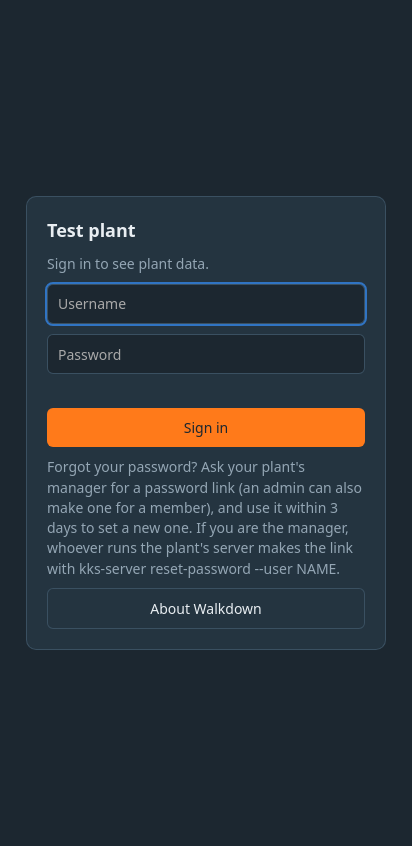 Test plant
Sign in to see plant data.
Username
Password
Sign in
Forgot your password? Ask your plant's
manager for a password link (an admin can also
make one for a member), and use it within 3
days to set a new one. If you are the manager,
whoever runs the plant's server makes the link
with kks-server reset-password --user NAME.
About Walkdown